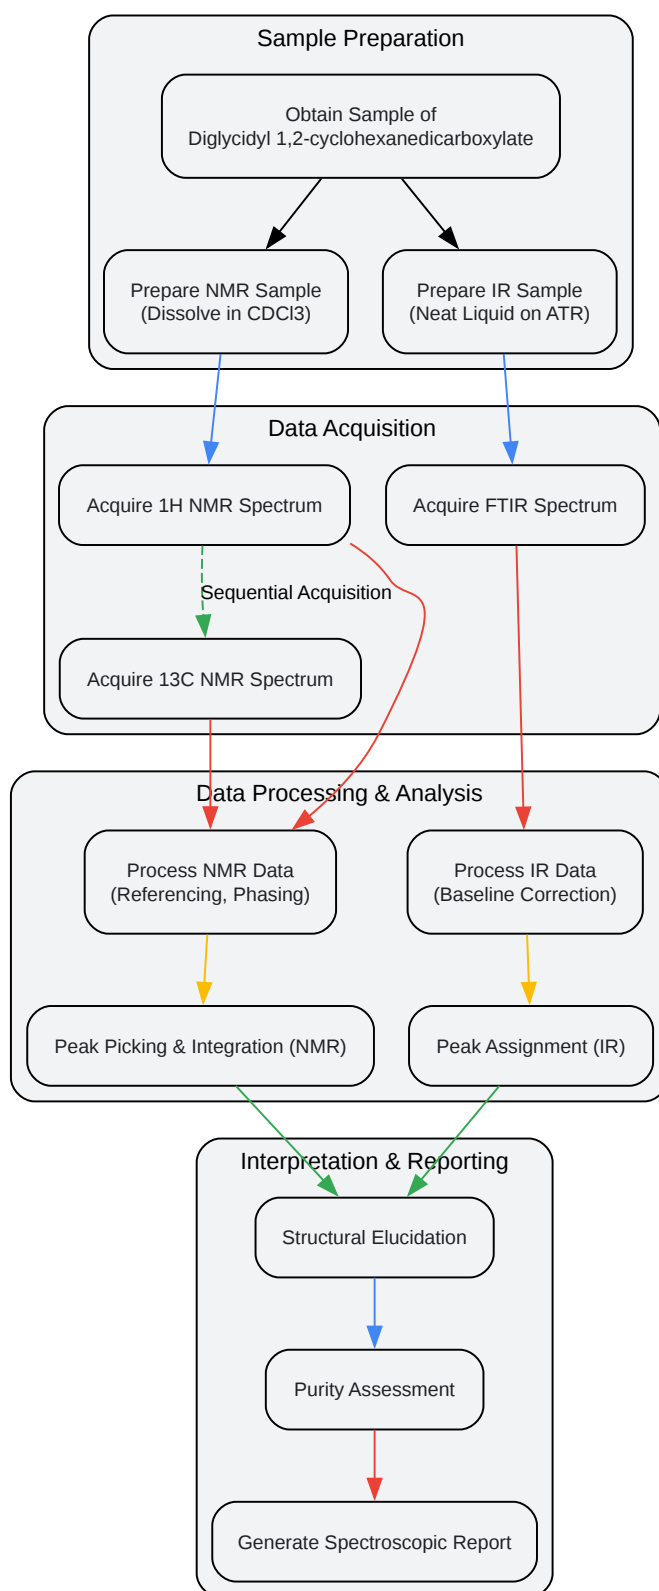 Sample Preparation
Obtain Sample of
Diglycidyl 1,2-cyclohexanedicarboxylate
Prepare NMR Sample
(Dissolve in CDCl3)
Prepare IR Sample
(Neat Liquid on ATR)
Data Acquisition
Acquire 1H NMR Spectrum
Acquire FTIR Spectrum
Sequential Acquisition
Acquire 13C NMR Spectrum
Data Processing & Analysis
Process NMR Data
(Referencing, Phasing)
Process IR Data
(Baseline Correction)
Peak Picking & Integration (NMR)
Peak Assignment (IR)
Interpretation & Reporting
Structural Elucidation
Purity Assessment
Generate Spectroscopic Report